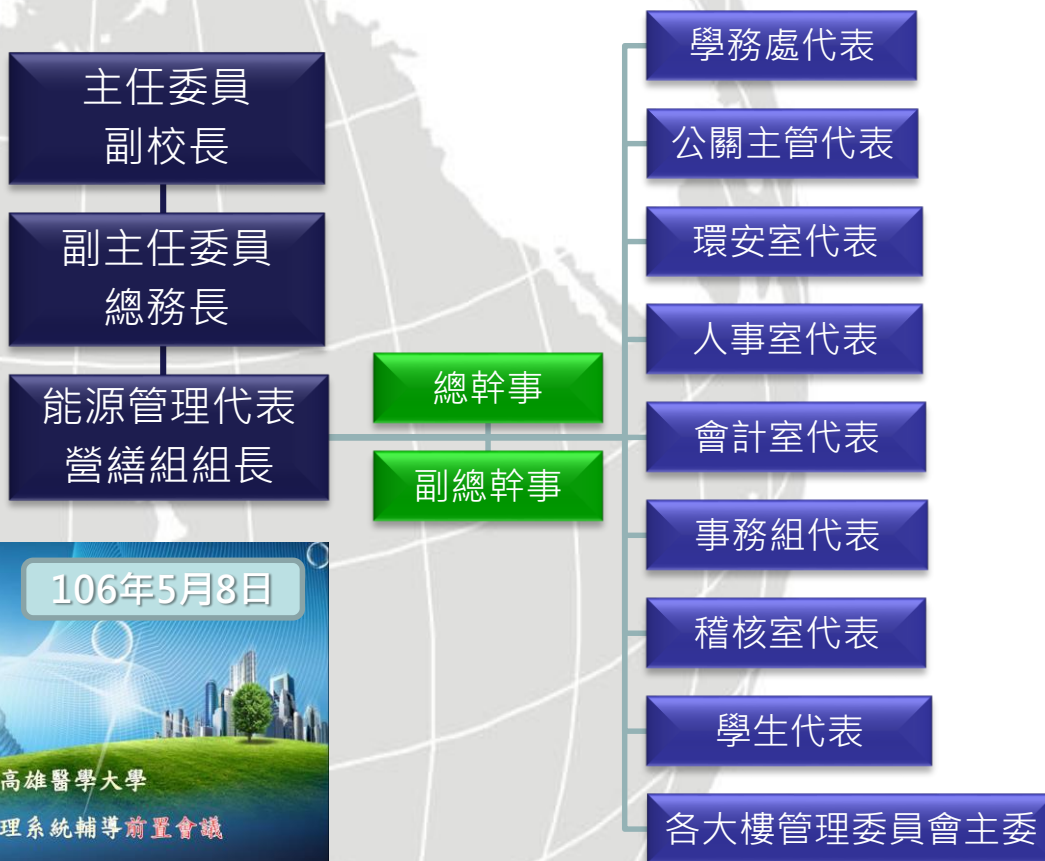 主任委員
副校長
副主任委員
總務長
能源管理代表
營繕組組長
總幹事
副總幹事
學務處代表
公關主管代表
環安室代表
人事室代表
會計室代表
事務組代表
稽核室代表
學生代表
各大樓管理委員會主委
106年5月8日
高雄醫學大學
理系統輔導前置會議